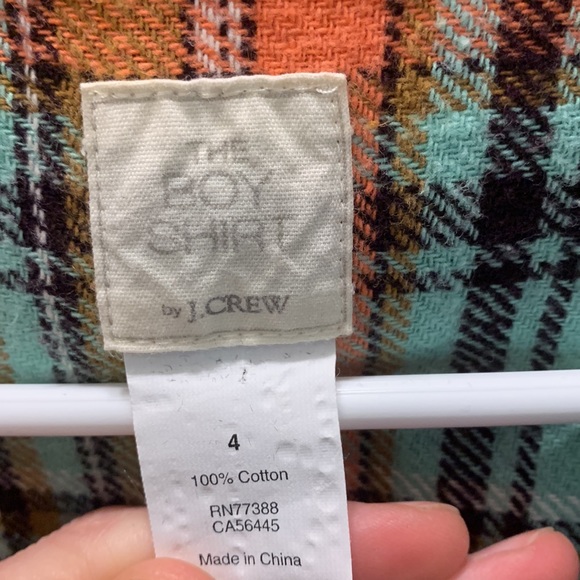 THE
BOY
SHIRT
by J.CREW
4
100% Cotton
RN77388
CA56445
Made in China